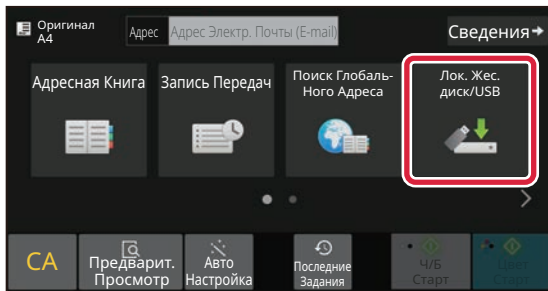 Оригинал
A4
Адрес
Адрес Электр. Почты (E-mail)
Сведения
Адресная Книга
Запись Передач
Поиск Глобаль-
Ного Адреса
Лок. Жес.
диск/USB
CA
Предварит.
Просмотр
Авто
Настройка
Последние
Задания
Ч/Б
Старт
Цвет
Старт